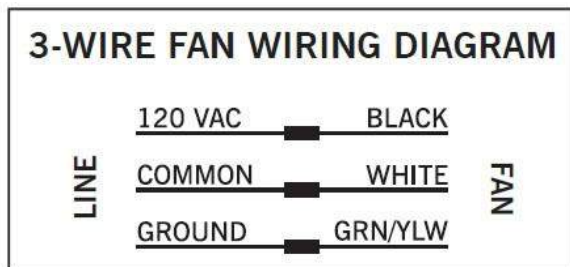 3-WIRE FAN WIRING DIAGRAM
120 VAC BLACK
LINE
COMMON WHITE
FAN
GROUND GRN/YLW